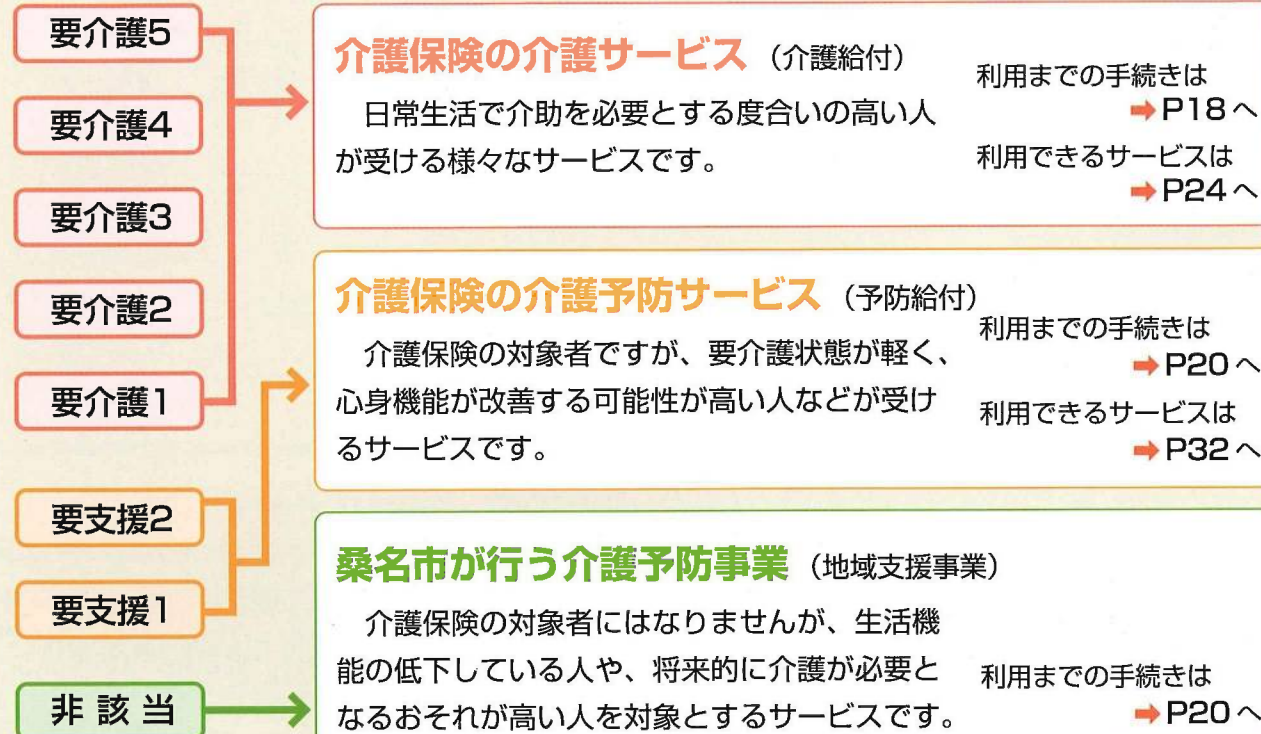 要介護5
要介護4
要介護3
要介護2
要介護1
要支援2
要支援1
非該当
介護保険の介護サービス（介護給付）
日常生活で介助を必要とする度合いの高い人
が受ける様々なサービスです。
利用までの手続きは
➡P18へ
利用できるサービスは
➡P24へ
介護保険の介護予防サービス（予防給付）
介護保険の対象者ですが、要介護状態が軽く、
心身機能が改善する可能性が高い人などが受け
るサービスです。
利用までの手続きは
➡P20へ
利用できるサービスは
➡P32へ
桑名市が行う介護予防事業（地域支援事業）
介護保険の対象者にはなりませんが、生活機
能の低下している人や、将来的に介護が必要と
なるおそれが高い人を対象とするサービスです。
利用までの手続きは
➡P20へ